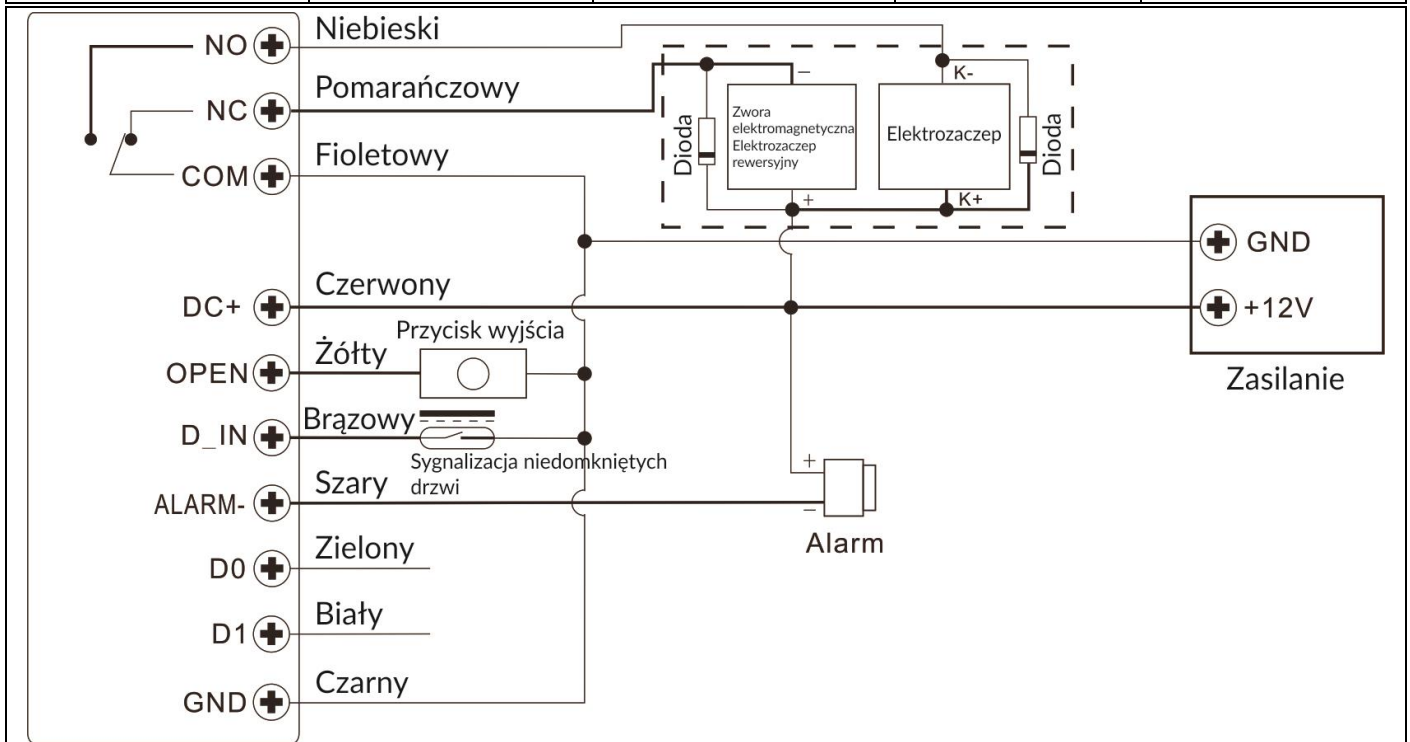 NO
Niebieski
NC
Pomarańczowy
COM
Fioletowy
Dioda
–
Zwora
elektromagnetyczna
Elektrozaczep
rewersyjny
+
K-
Elektrozaczep
K+
Dioda
GND
+12V
Zasilanie
DC+
Czerwony
Przycisk wyjścia
OPEN
Żółty
D_IN
Brązowy
Sygnalizacja niedomkniętych
drzwi
ALARM-
Szary
+
–
Alarm
D0
Zielony
D1
Biały
GND
Czarny